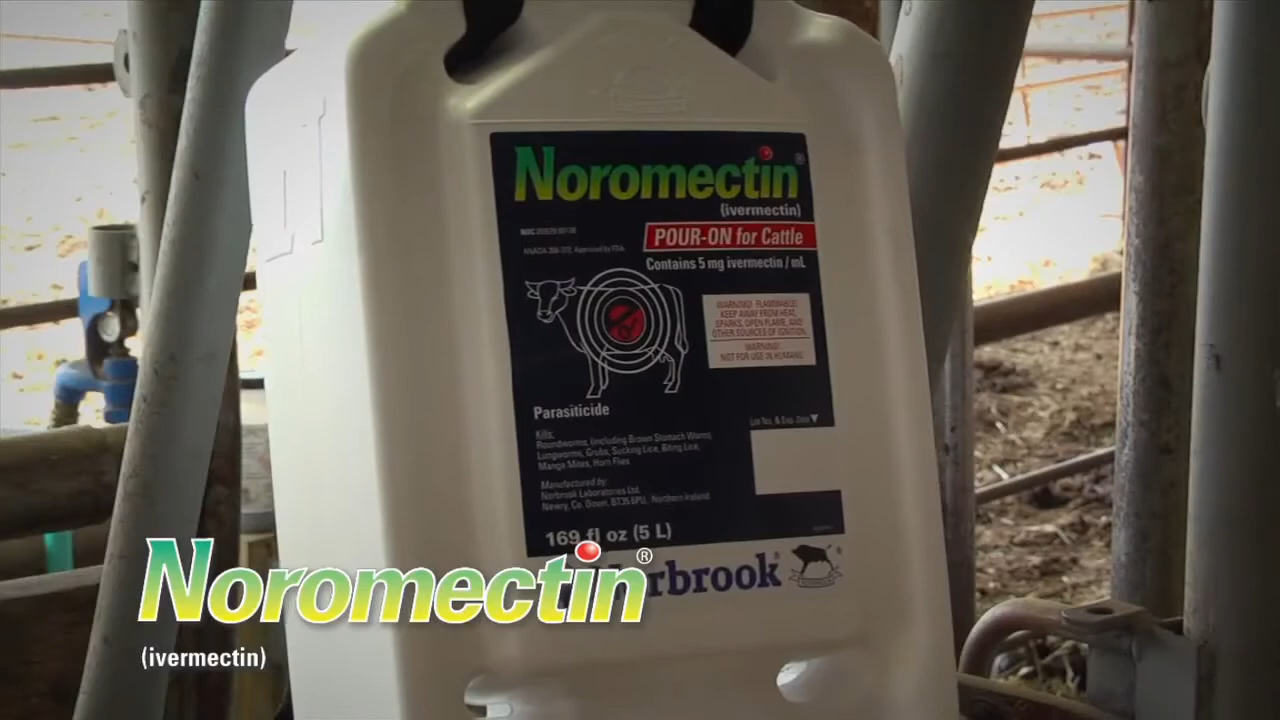 Noromectin®
(ivermectin)
POUR-ON for Cattle
Contains 5 mg ivermectin / mL
WARNING! FLAMMABLE!
KEEP AWAY FROM HEAT,
SPARKS, OPEN FLAME, AND
OTHER SOURCES OF IGNITION.
WARNING!
NOT FOR USE IN HUMANS.
Parasiticide
Lot No. & Exp. Date ▼
Kills:
Roundworms, (including Brown Stomach Worm)
Lungworms, Grubs, Sucking Lice, Biting Lice,
Mange Mites, Horn Flies
Manufactured by:
Norbrook Laboratories Ltd.
Newry, Co. Down, BT35 6PU, Northern Ireland
169 fl oz (5 L)
rbrook®
Noromectin®
(ivermectin)